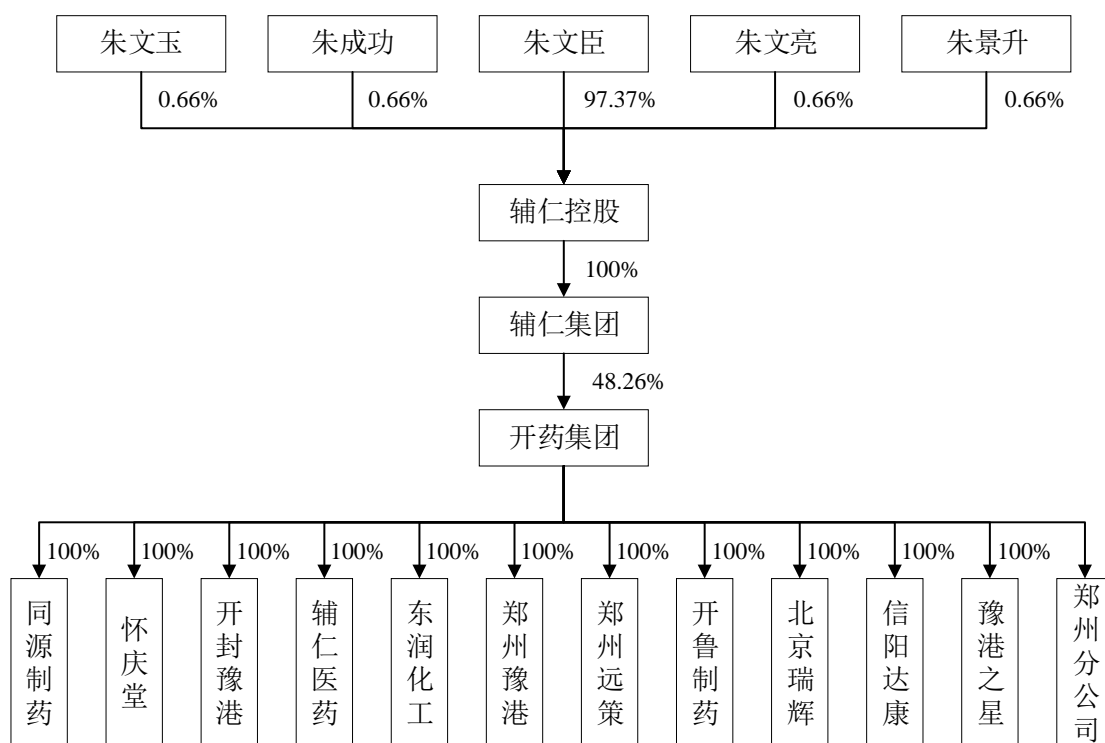 朱文玉
朱成功
朱文臣
朱文亮
朱景升
0.66%
0.66%
97.37%
0.66%
0.66%
辅仁控股
100%
辅仁集团
48.26%
开药集团
100%
100%
100%
100%
100%
100%
100%
100%
100%
100%
100%
同源制药
怀庆堂
开封豫港
辅仁医药
东润化工
郑州豫港
郑州远策
开鲁制药
北京瑞辉
信阳达康
豫港之星
郑州分公司